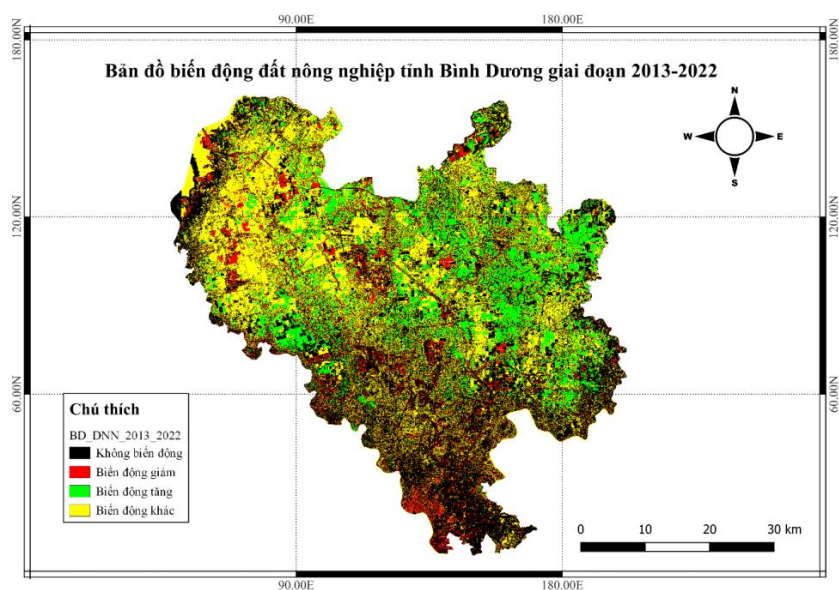 90.00E 180.00E
180.00N 180.00N
Bản đồ biến động đất nông nghiệp tỉnh Bình Dương giai đoạn 2013-2022
N
W E
S
120.00N 120.00N
60.00N 60.00N
Chú thích
BD_DNN_2013_2022
Không biến động
Biến động giảm
Biến động tăng
Biến động khác
0 10 20 30 km
90.00E 180.00E